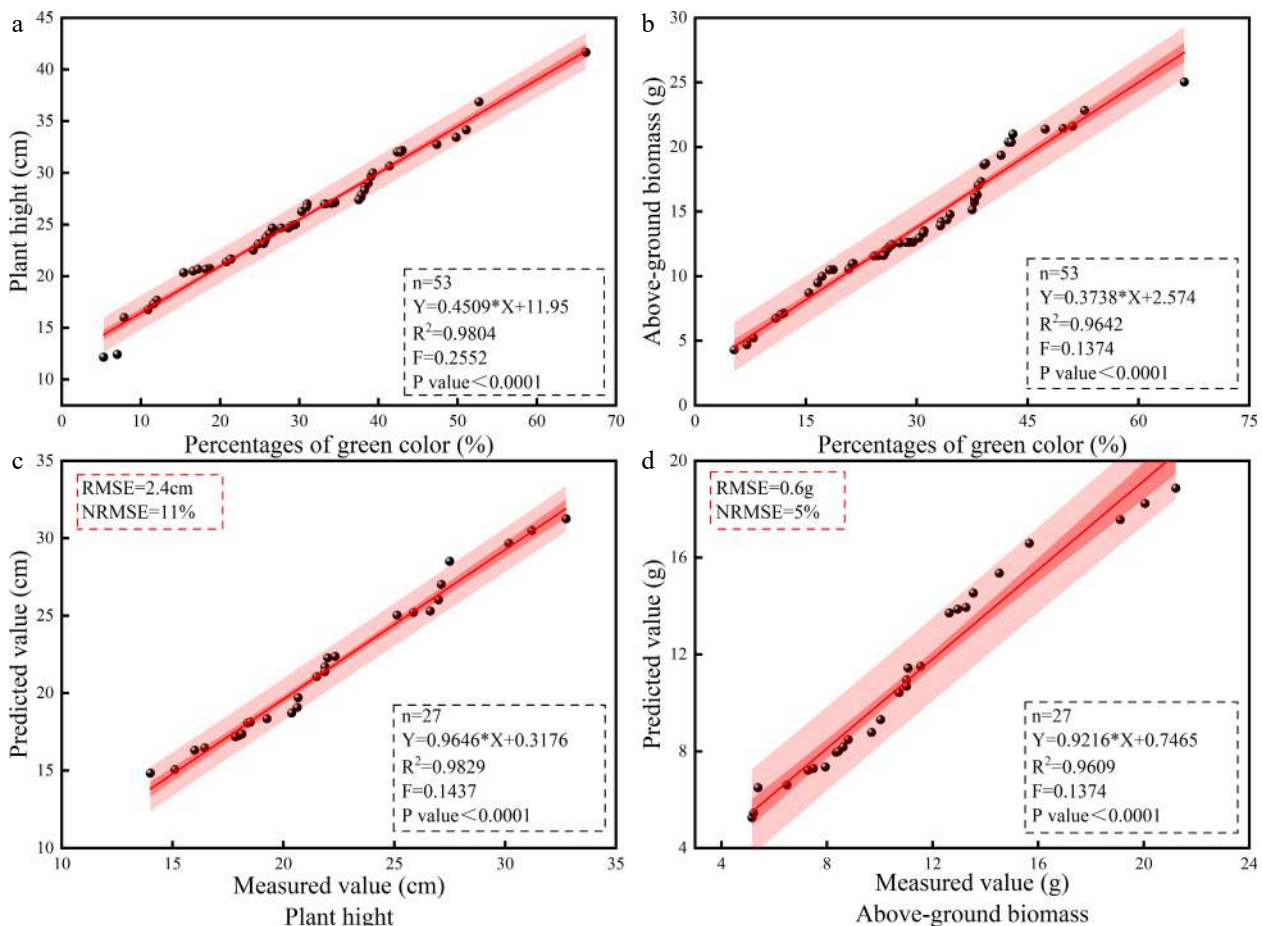 a
45
40
35
30
25
20
15
10
Plant hight (cm)
n=53
Y=0.4509*X+11.95
R²=0.9804
F=0.2552
P value<0.0001
0 10 20 30 40 50 60 70
Percentages of green color (%)
b
30
25
20
15
10
5
0
Above-ground biomass (g)
n=53
Y=0.3738*X+2.574
R²=0.9642
F=0.1374
P value<0.0001
0 15 30 45 60 75
Percentages of green color (%)
c
35
30
25
20
15
10
Predicted value (cm)
RMSE=2.4cm
NRMSE=11%
n=27
Y=0.9646*X+0.3176
R²=0.9829
F=0.1437
P value<0.0001
10 15 20 25 30 35
Measured value (cm)
Plant hight
d
20
16
12
8
4
Predicted value (g)
RMSE=0.6g
NRMSE=5%
n=27
Y=0.9216*X+0.7465
R²=0.9609
F=0.1374
P value<0.0001
4 8 12 16 20 24
Measured value (g)
Above-ground biomass